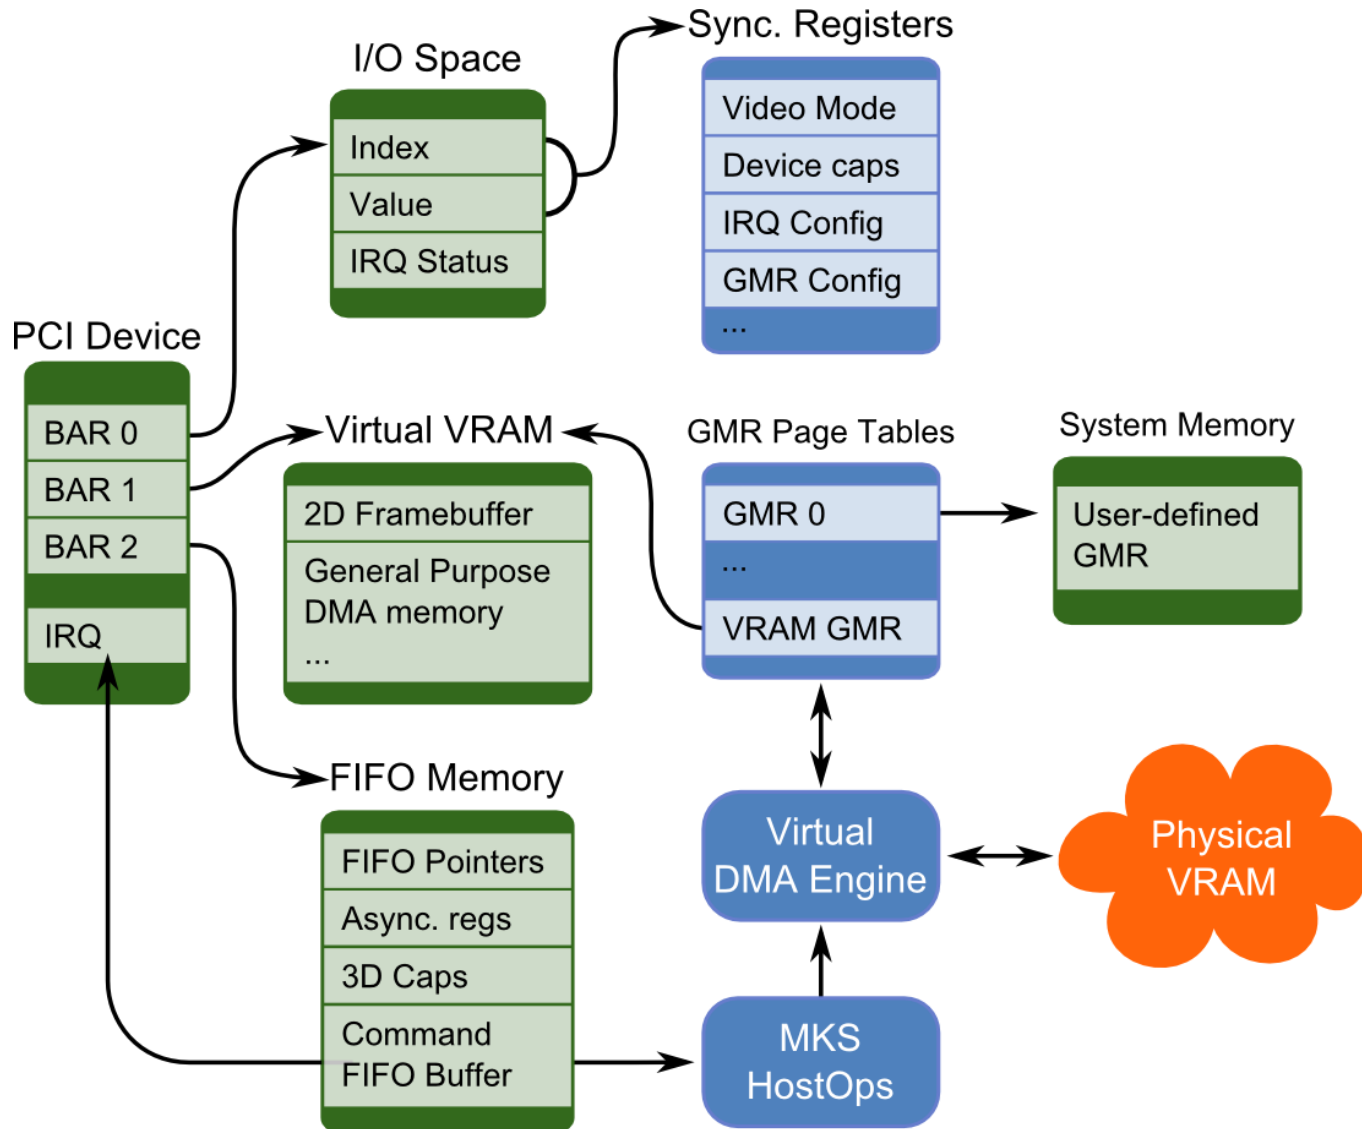 Sync. Registers
I/O Space
Index
Value
IRQ Status
Video Mode
Device caps
IRQ Config
GMR Config
...
PCI Device
BAR 0
BAR 1
BAR 2
IRQ
Virtual VRAM
2D Framebuffer
General Purpose
DMA memory
...
GMR Page Tables
GMR 0
...
VRAM GMR
System Memory
User-defined
GMR
FIFO Memory
FIFO Pointers
Async. regs
3D Caps
Command
FIFO Buffer
Virtual
DMA Engine
MKS
HostOps
Physical
VRAM